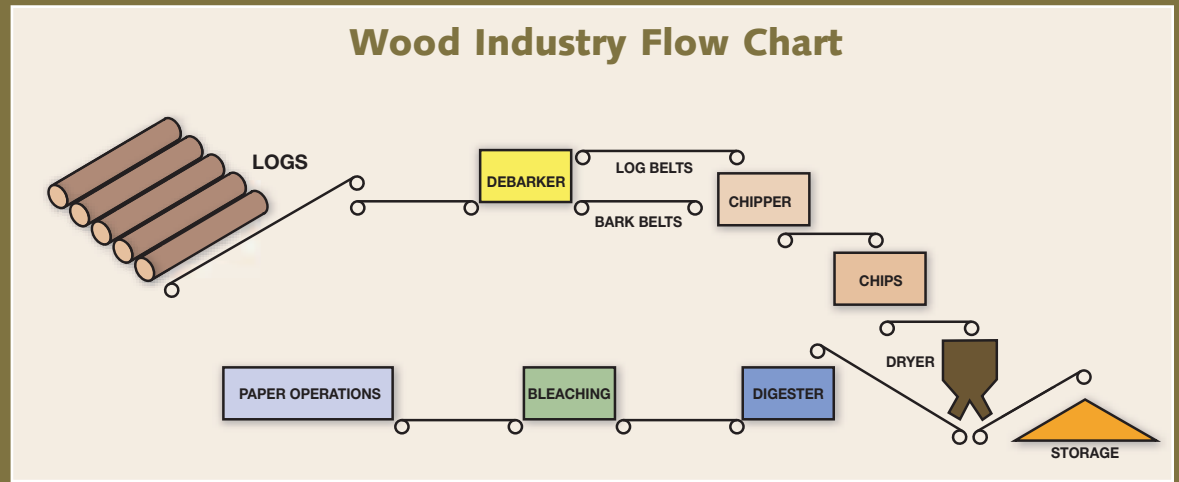 Wood Industry Flow Chart
LOGS
DEBARKER
LOG BELTS
BARK BELTS
CHIPPER
CHIPS
DRYER
STORAGE
DIGESTER
BLEACHING
PAPER OPERATIONS